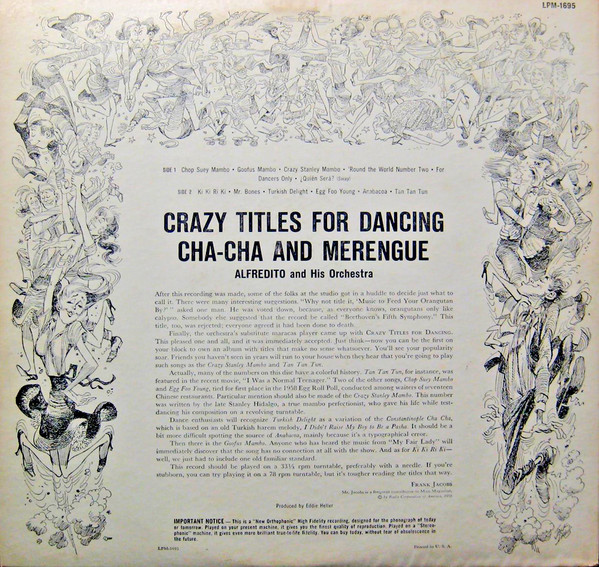 LPM-1695
SIDE 1 Chop Suey Mambo • Goofus Mambo • Crazy Stanley Mambo • 'Round the World Number Two • For
Dancers Only • ¿Quién Será? (Sway)
SIDE 2 Ki Ki Ri Ki • Mr. Bones • Turkish Delight • Egg Foo Young • Arabacoa • Tan Tan Tun
CRAZY TITLES FOR DANCING
CHA-CHA AND MERENGUE
ALFREDITO and His Orchestra
After this recording was made, some of the folks at the studio got in a huddle to decide just what to
call it. There were many interesting suggestions. "Why not title it, 'Music to Feed Your Orangutan
By?'" asked one man. He was voted down, because, as everyone knows, orangutans only like
calypso. Somebody else suggested that the record be called "Beethoven's Fifth Symphony." This
title, too, was rejected; everyone agreed it had been done to death.
Finally, the orchestra's substitute maracas player came up with CRAZY TITLES FOR DANCING.
This pleased one and all, and it was immediately accepted. Just think—now you can be the first on
your block to own an album with titles that make no sense whatsoever. You'll see your popularity
soar. Friends you haven't seen in years will run to your house when they hear that you're going to play
such songs as the Crazy Stanley Mambo and Tan Tan Tun.
Actually, many of the numbers on this disc have a colorful history. Tan Tan Tun, for instance, was
featured in the recent movie, "I Was a Normal Teenager." Two of the other songs, Chop Suey Mambo
and Egg Foo Young, tied for first place in the 1958 Egg Roll Poll, conducted among waiters of seventeen
Chinese restaurants. Particular mention should also be made of the Crazy Stanley Mambo. This number
was written by the late Stanley Hidalgo, a true mambo perfectionist, who gave his life while test-
dancing his composition on a revolving turntable.
Dance enthusiasts will recognize Turkish Delight as a variation of the Constantinople Cha Cha,
which is based on an old Turkish harem melody, I Didn't Raise My Boy to Be a Pasha. It should be a
bit more difficult spotting the source of Arabacoa, mainly because it's a typographical error.
Then there is the Goofus Mambo. Anyone who has heard the music from "My Fair Lady" will
immediately discover that the song has no connection at all with the show. And as for Ki Ki Ri Ki—
well, we just had to include one old familiar standard.
This record should be played on a 33⅓ rpm turntable, preferably with a needle. If you're
stubborn, you can try playing it on a 78 rpm turntable, but it's tougher reading the titles that way.
FRANK JACOBS
Mr. Jacobs is a frequent contributor to Mad Magazine.
© by Radio Corporation of America, 1958
Produced by Eddie Heller
IMPORTANT NOTICE — This is a "New Orthophonic" High Fidelity recording, designed for the phonograph of today
or tomorrow. Played on your present machine, it gives you the finest quality of reproduction. Played on a "Stereo-
phonic" machine, it gives even more brilliant true-to-life fidelity. You can buy today, without fear of obsolescence in
the future.
LPM-1695
Printed in U. S. A.